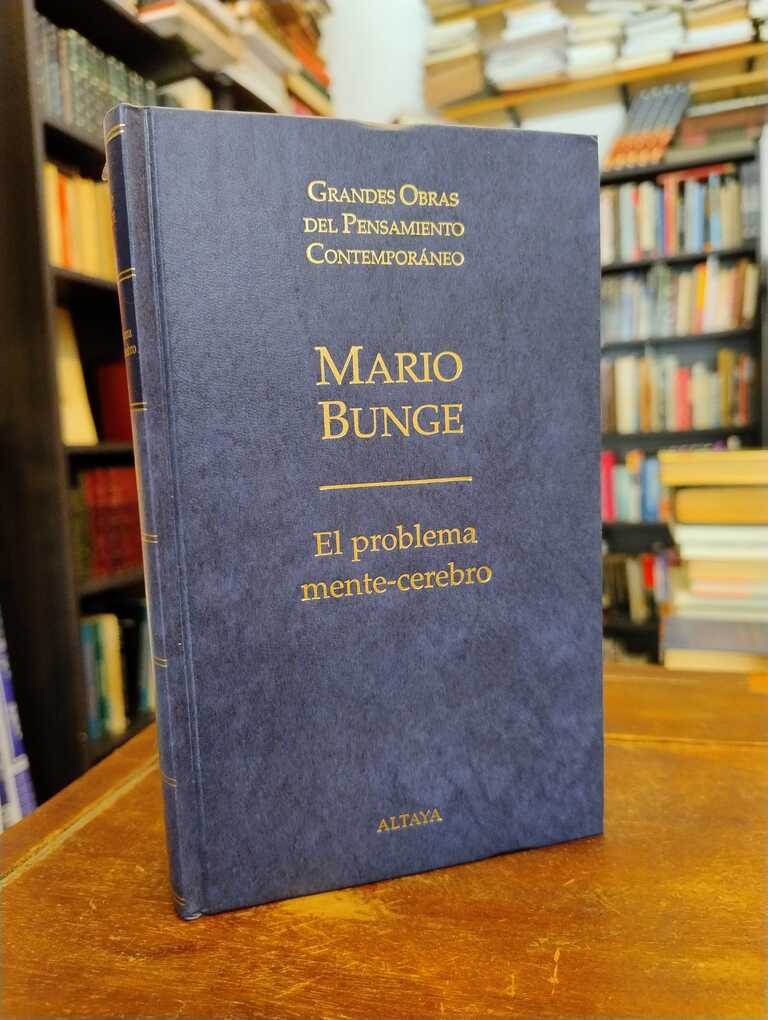 GRANDES OBRAS
DEL PENSAMIENTO
CONTEMPORÁNEO
MARIO
BUNGE
El problema
mente-cerebro
ALTAYA